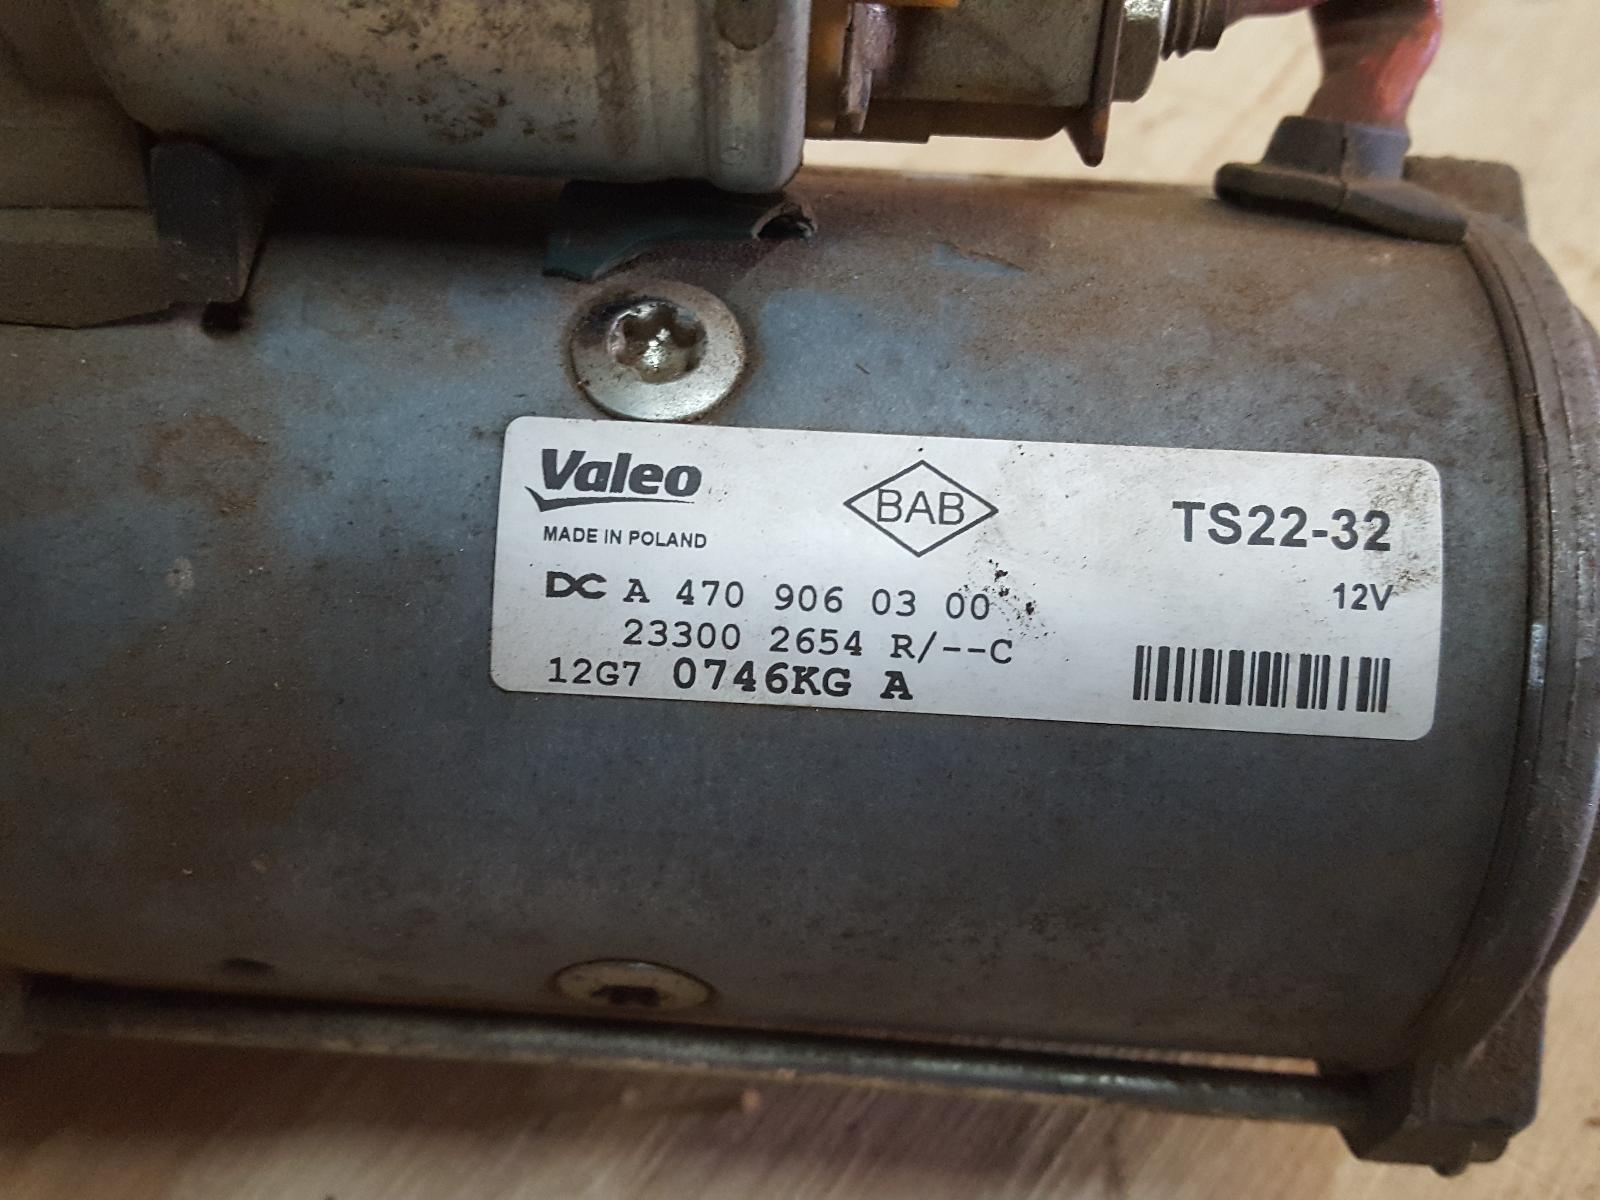 Valeo
MADE IN POLAND
BAB
TS22-32
12V
DC A 470 906 03 00
23300 2654 R/--C
12G7 0746KG A